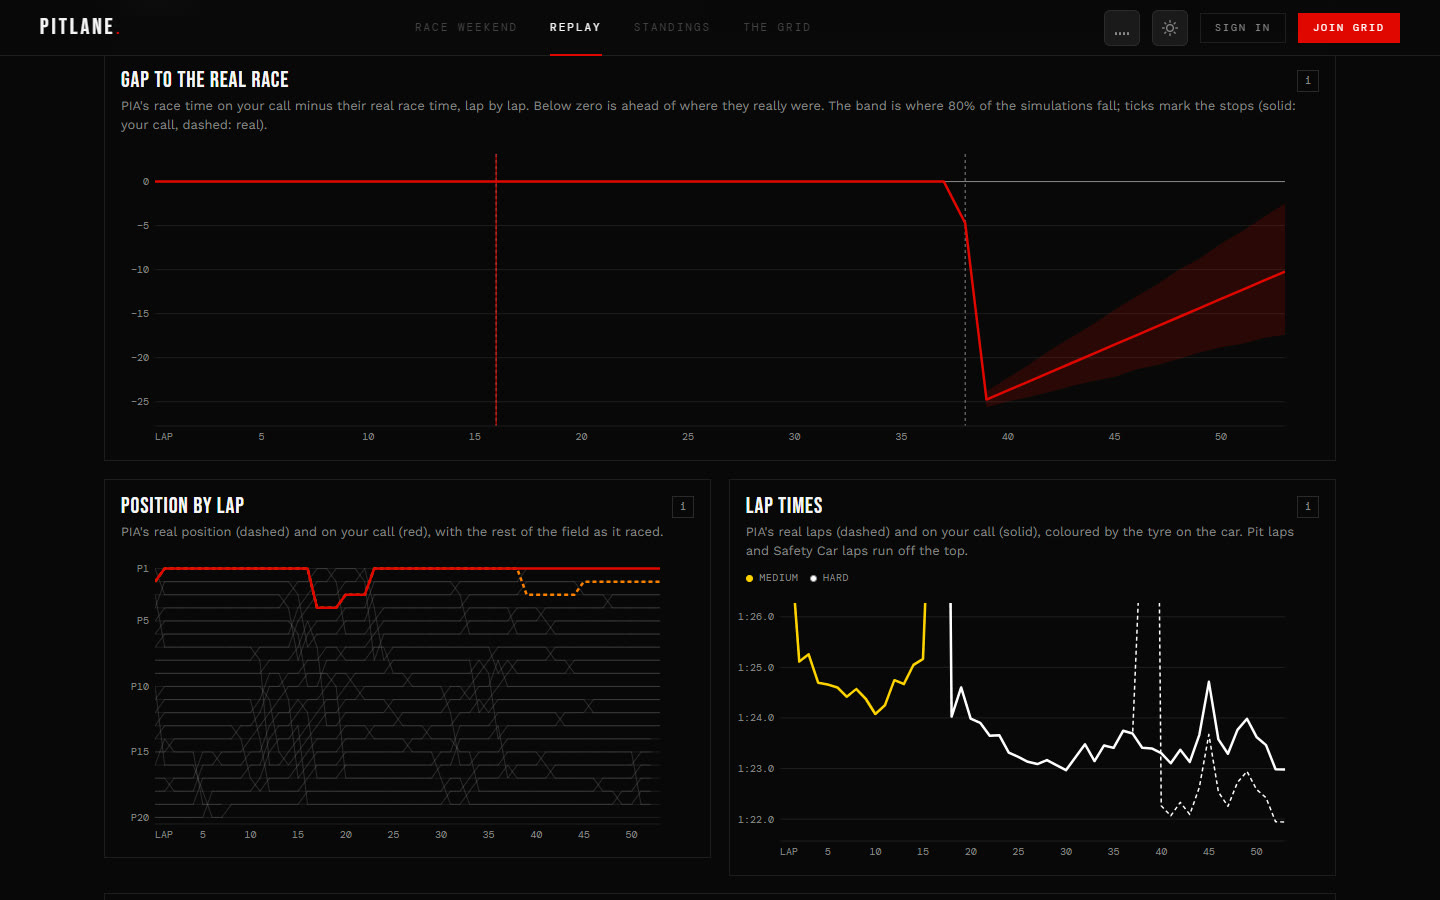 PITLANE.
RACE WEEKEND
REPLAY
STANDINGS
THE GRID
SIGN IN
JOIN GRID
GAP TO THE REAL RACE
i
PIA's race time on your call minus their real race time, lap by lap. Below zero is ahead of where they really were. The band is where 80% of the simulations fall; ticks mark the stops (solid:
your call, dashed: real).
0
−5
−10
−15
−20
−25
LAP 5 10 15 20 25 30 35 40 45 50
POSITION BY LAP
i
PIA's real position (dashed) and on your call (red), with the rest of the field as it raced.
P1
P5
P10
P15
P20
LAP 5 10 15 20 25 30 35 40 45 50
LAP TIMES
i
PIA's real laps (dashed) and on your call (solid), coloured by the tyre on the car. Pit laps
and Safety Car laps run off the top.
MEDIUM HARD
1:26.0
1:25.0
1:24.0
1:23.0
1:22.0
LAP 5 10 15 20 25 30 35 40 45 50